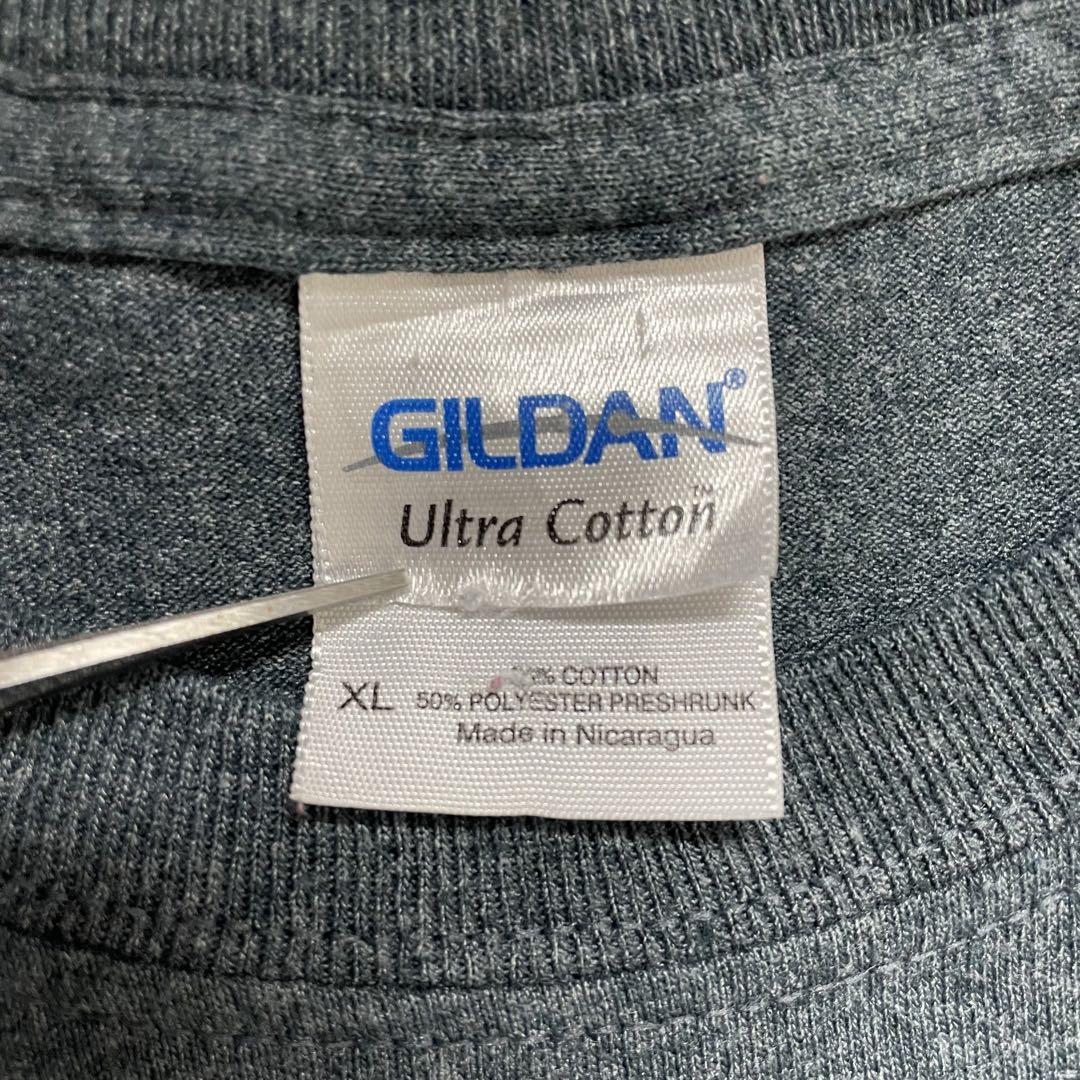 GILDAN®
Ultra Cotton™
COTTON
XL 50% POLYESTER PRESHRUNK
Made in Nicaragua